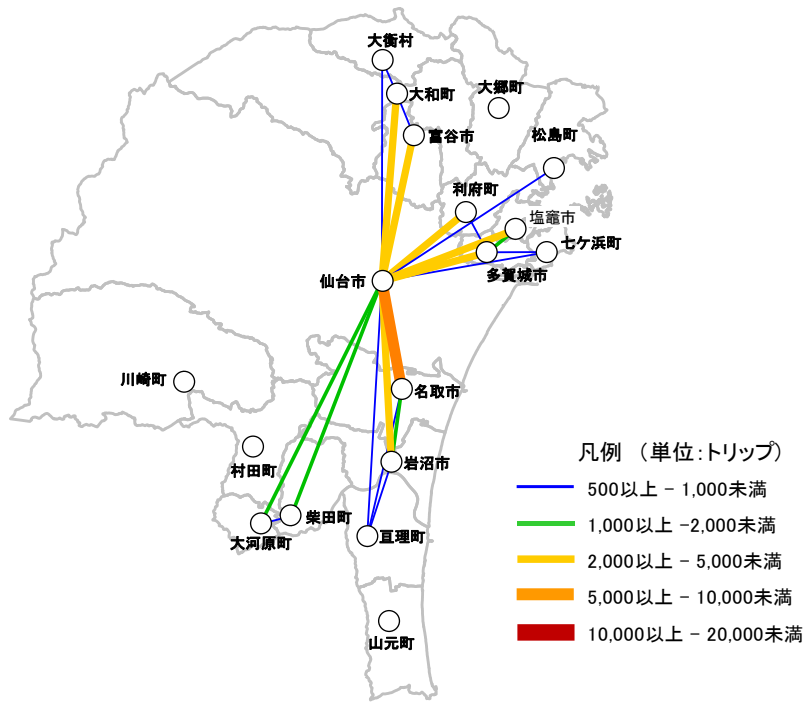 大衡村
大和町
大郷町
富谷市
松島町
利府町
塩竈市
七ケ浜町
多賀城市
仙台市
川崎町
名取市
村田町
岩沼市
柴田町
大河原町
亘理町
山元町
凡例 （単位:トリップ）
500以上 − 1,000未満
1,000以上 −2,000未満
2,000以上 − 5,000未満
5,000以上 − 10,000未満
10,000以上 − 20,000未満